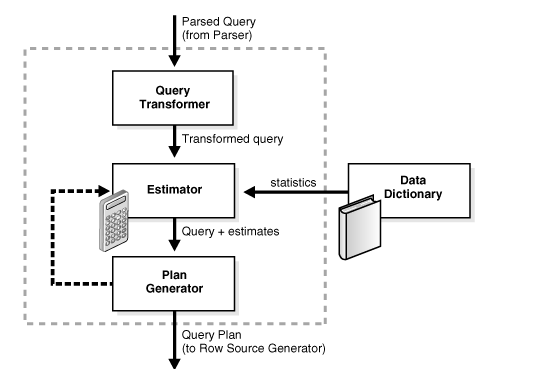 Parsed Query
(from Parser)
Query
Transformer
Transformed query
Estimator
statistics
Data
Dictionary
Query + estimates
Plan
Generator
Query Plan
(to Row Source Generator)